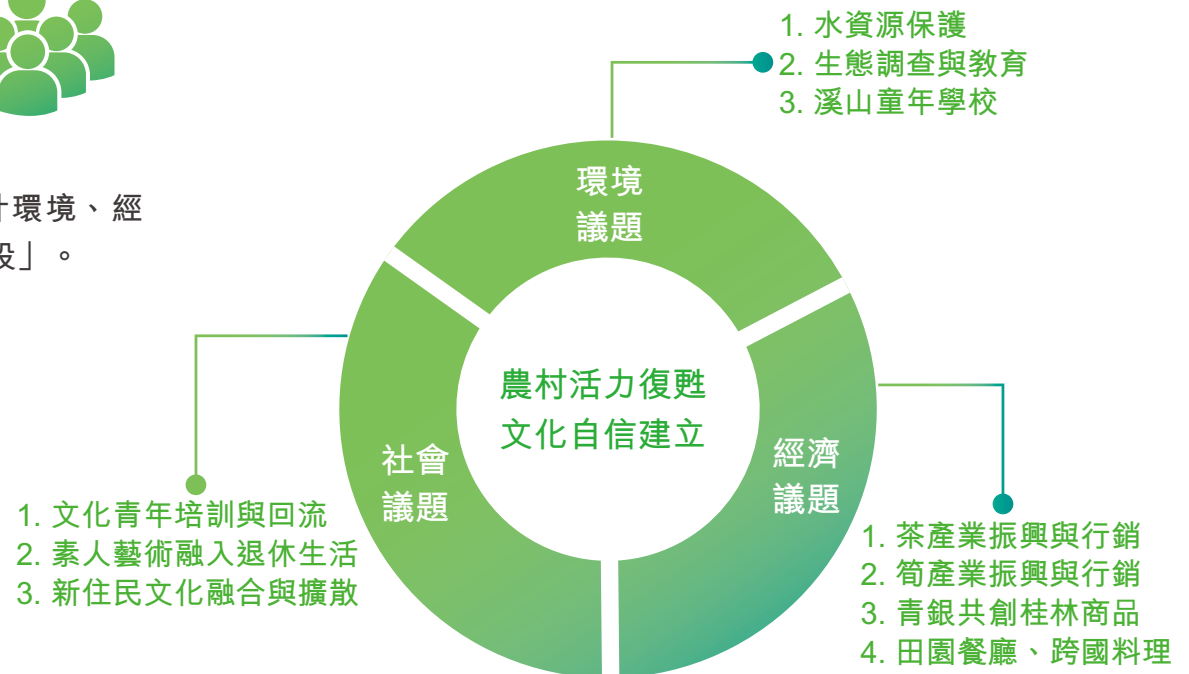 1. 水資源保護
2. 生態調查與教育
3. 溪山童年學校
環境
議題
環境、經
」。
農村活力復甦
文化自信建立
社會
議題
經濟
議題
1. 文化青年培訓與回流
2. 素人藝術融入退休生活
3. 新住民文化融合與擴散
1. 茶產業振興與行銷
2. 筍產業振興與行銷
3. 青銀共創桂林商品
4. 田園餐廳、跨國料理